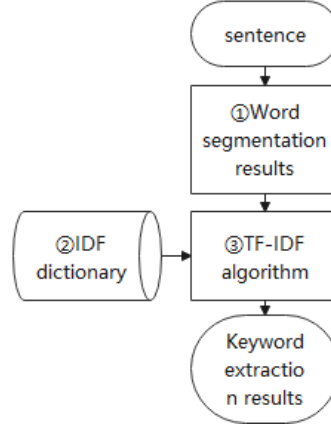 sentence
①Word
segmentation
results
②IDF
dictionary
③TF-IDF
algorithm
Keyword
extractio
n results